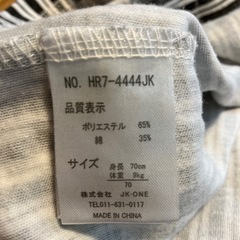 NO. HR7-4444JK
品質表示
ポリエステル 65%
綿 35%
サイズ 身長 70cm
体重 9kg
70
株式会社 JK-ONE
TEL011-631-0117
MADE IN CHINA